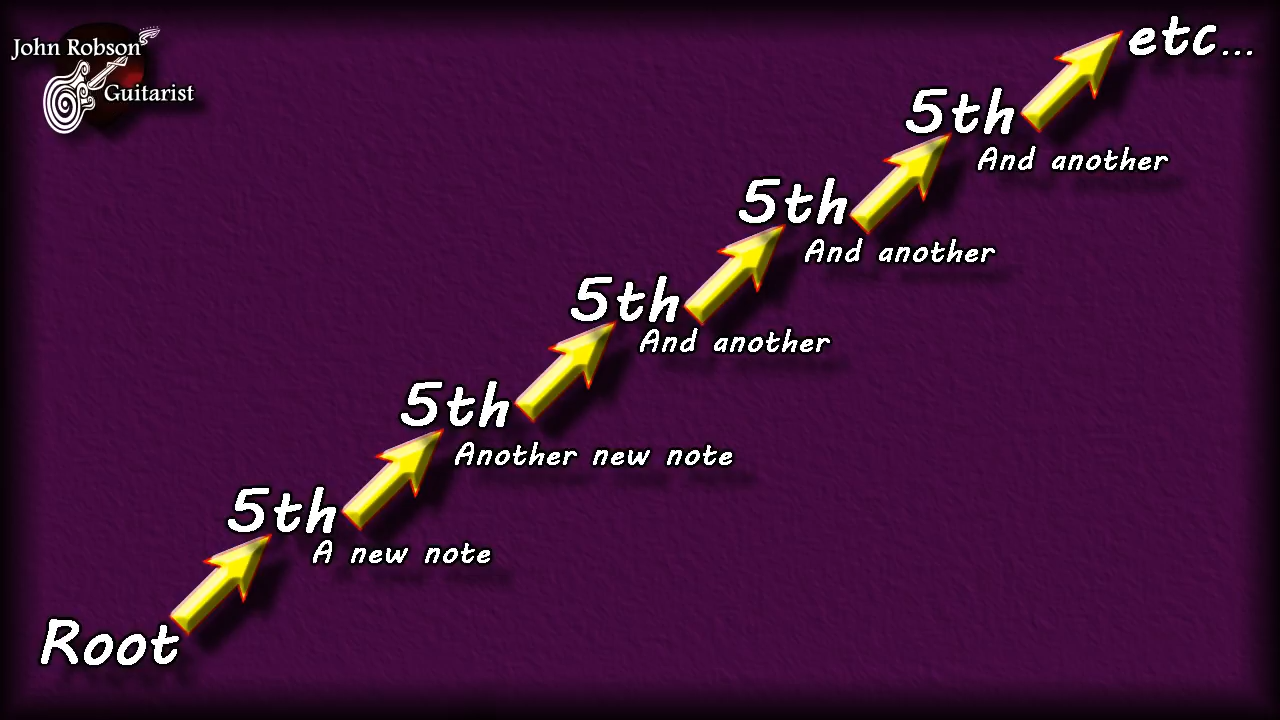 John Robson
Guitarist
etc...
5th
And another
5th
And another
5th
And another
5th
Another new note
5th
A new note
Root